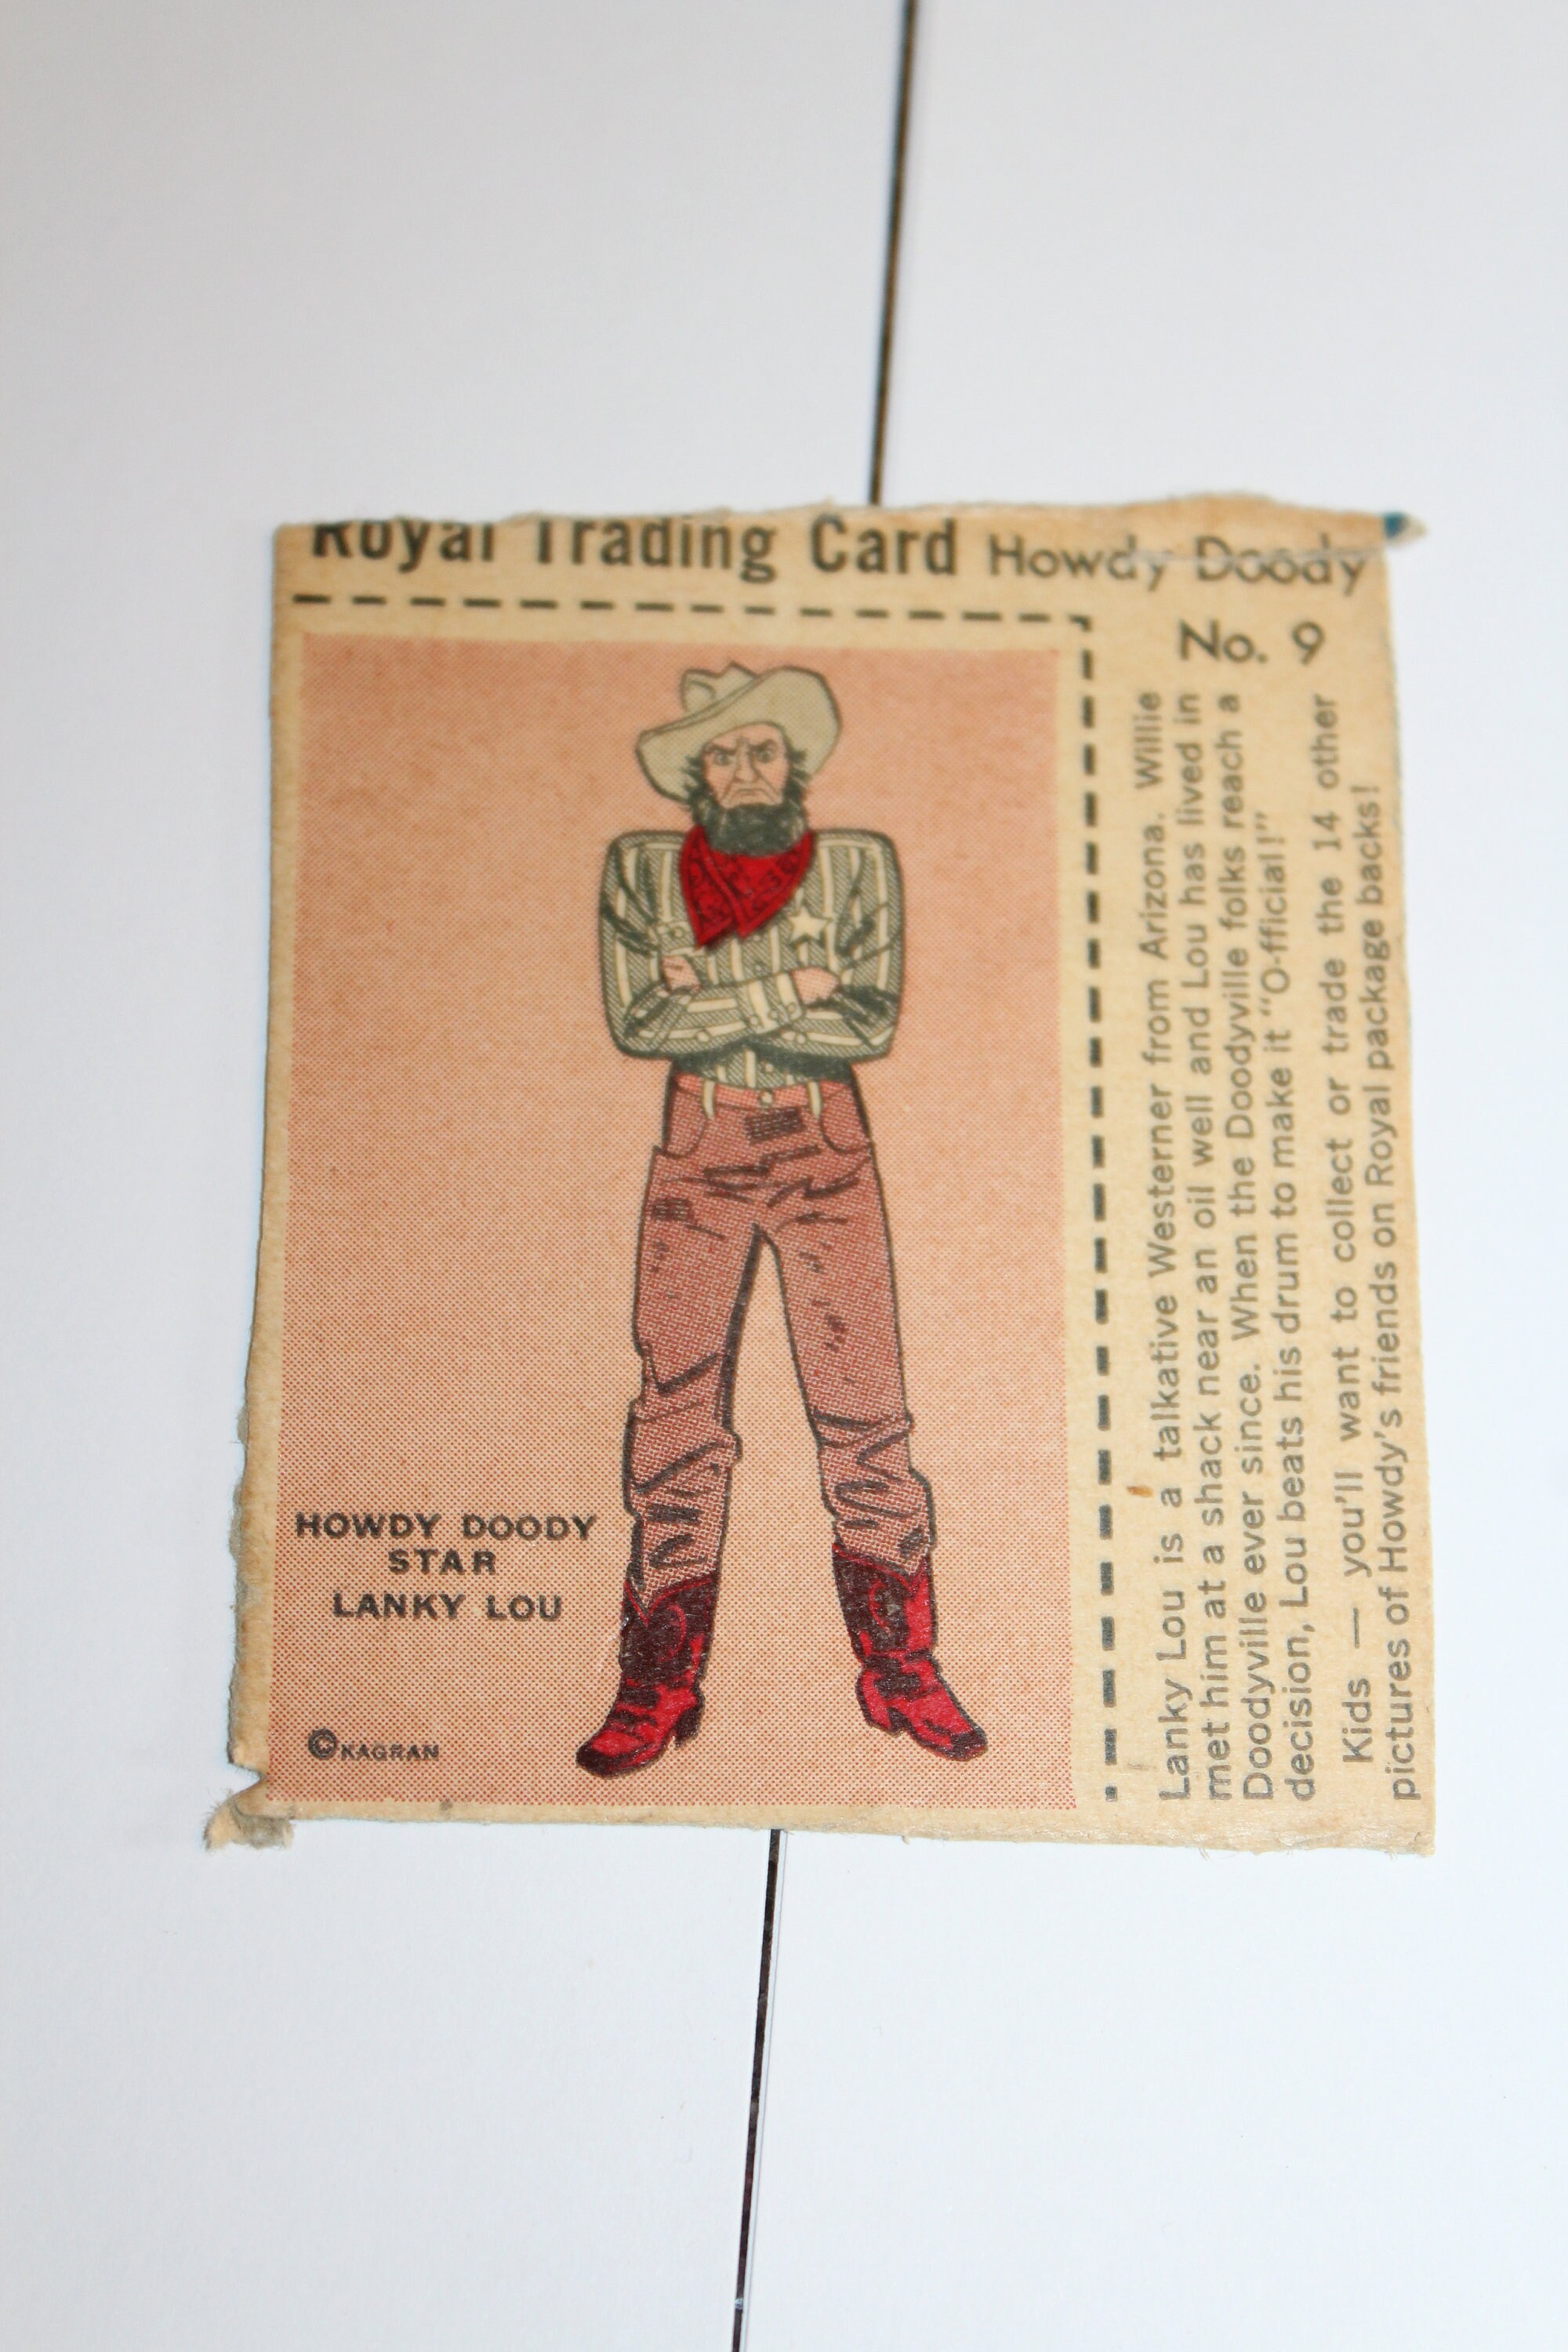 Royal Trading Card Howdy Doody
No. 9
HOWDY DOODY
STAR
LANKY LOU
©KAGRAN
Lanky Lou is a talkative Westerner from Arizona. Willie
met him at a shack near an oil well and Lou has lived in
Doodyville ever since. When the Doodyville folks reach a
decision, Lou beats his drum to make it "O-fficial!"
Kids — you'll want to collect or trade the 14 other
pictures of Howdy's friends on Royal package backs!